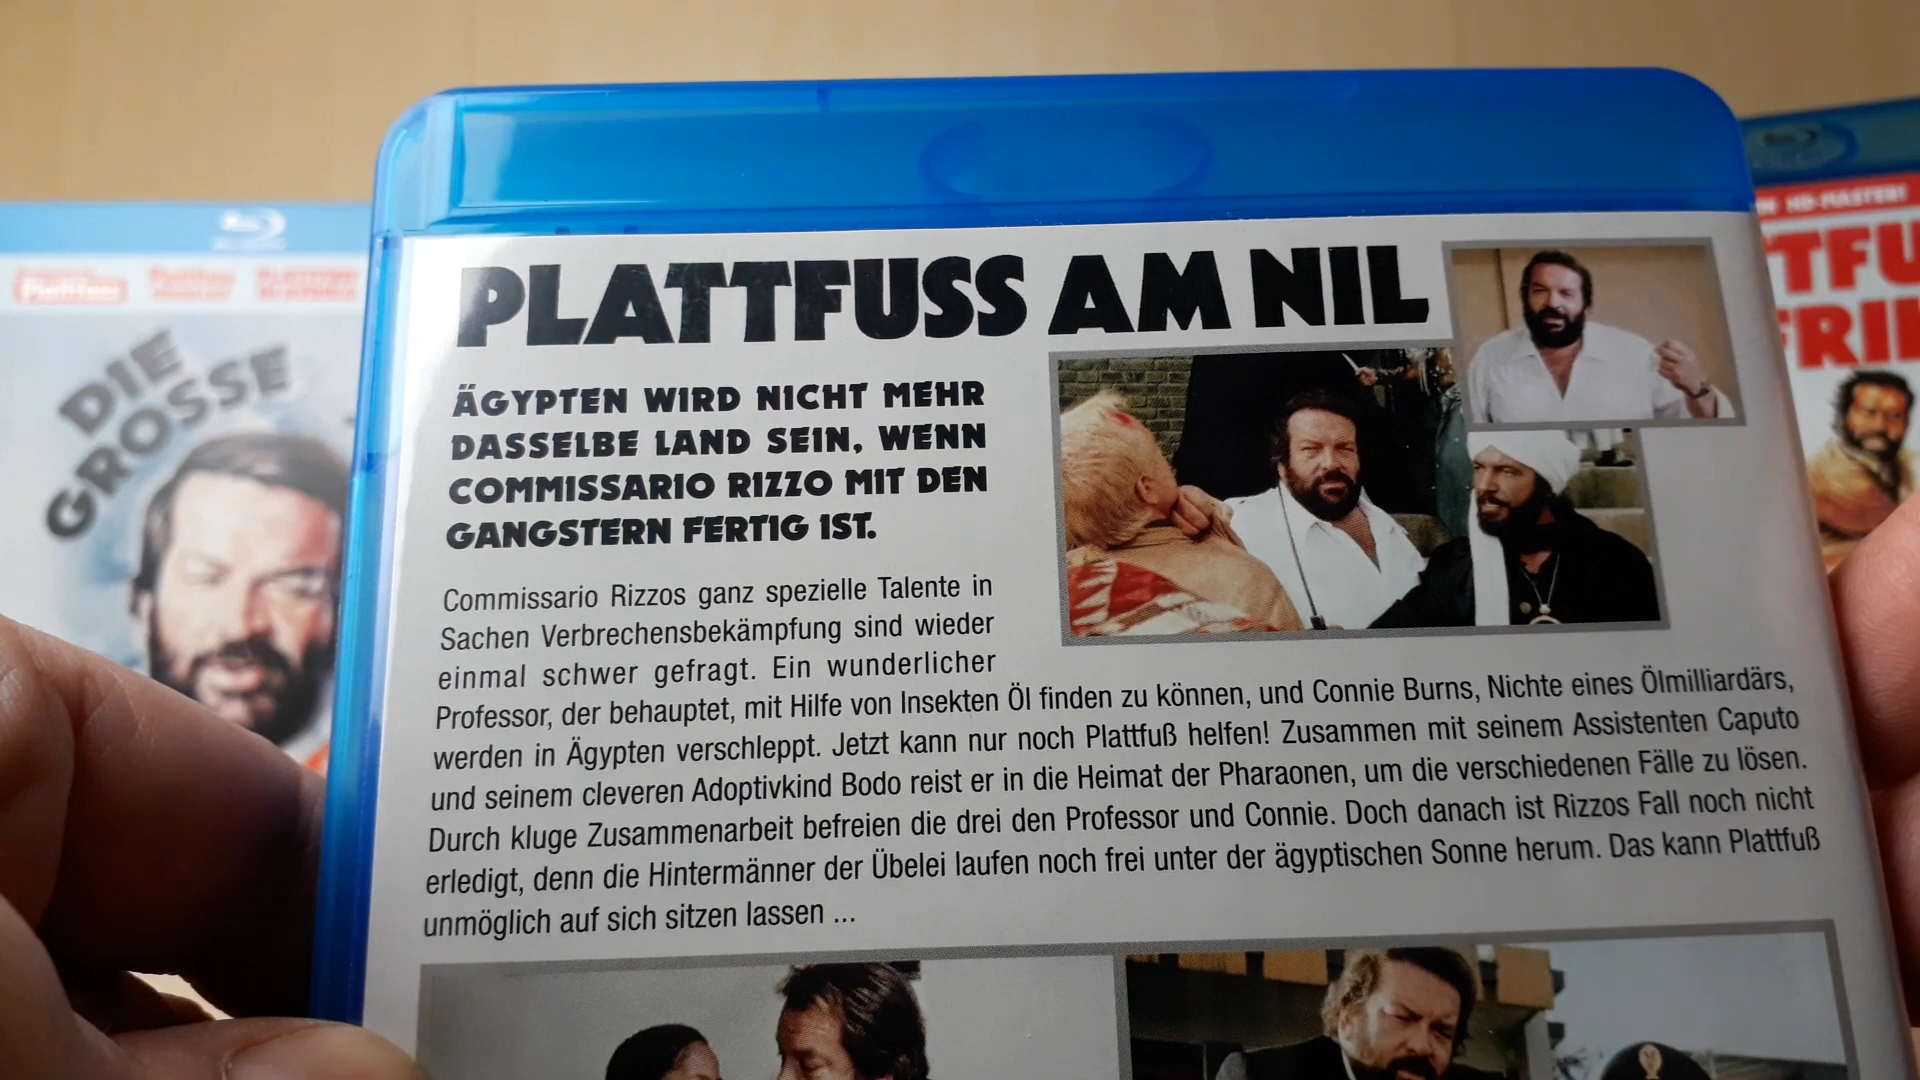 PLATTFUSS AM NIL
ÄGYPTEN WIRD NICHT MEHR
DASSELBE LAND SEIN, WENN
COMMISSARIO RIZZO MIT DEN
GANGSTERN FERTIG IST.
Commissario Rizzos ganz spezielle Talente in
Sachen Verbrechensbekämpfung sind wieder
einmal schwer gefragt. Ein wunderlicher
Professor, der behauptet, mit Hilfe von Insekten Öl finden zu können, und Connie Burns, Nichte eines Ölmilliardärs,
werden in Ägypten verschleppt. Jetzt kann nur noch Plattfuß helfen! Zusammen mit seinem Assistenten Caputo
und seinem cleveren Adoptivkind Bodo reist er in die Heimat der Pharaonen, um die verschiedenen Fälle zu lösen.
Durch kluge Zusammenarbeit befreien die drei den Professor und Connie. Doch danach ist Rizzos Fall noch nicht
erledigt, denn die Hintermänner der Übelei laufen noch frei unter der ägyptischen Sonne herum. Das kann Plattfuß
unmöglich auf sich sitzen lassen ...
Plattfuss
DIE
GROSSE
HD-MASTER!
TFU
FRI